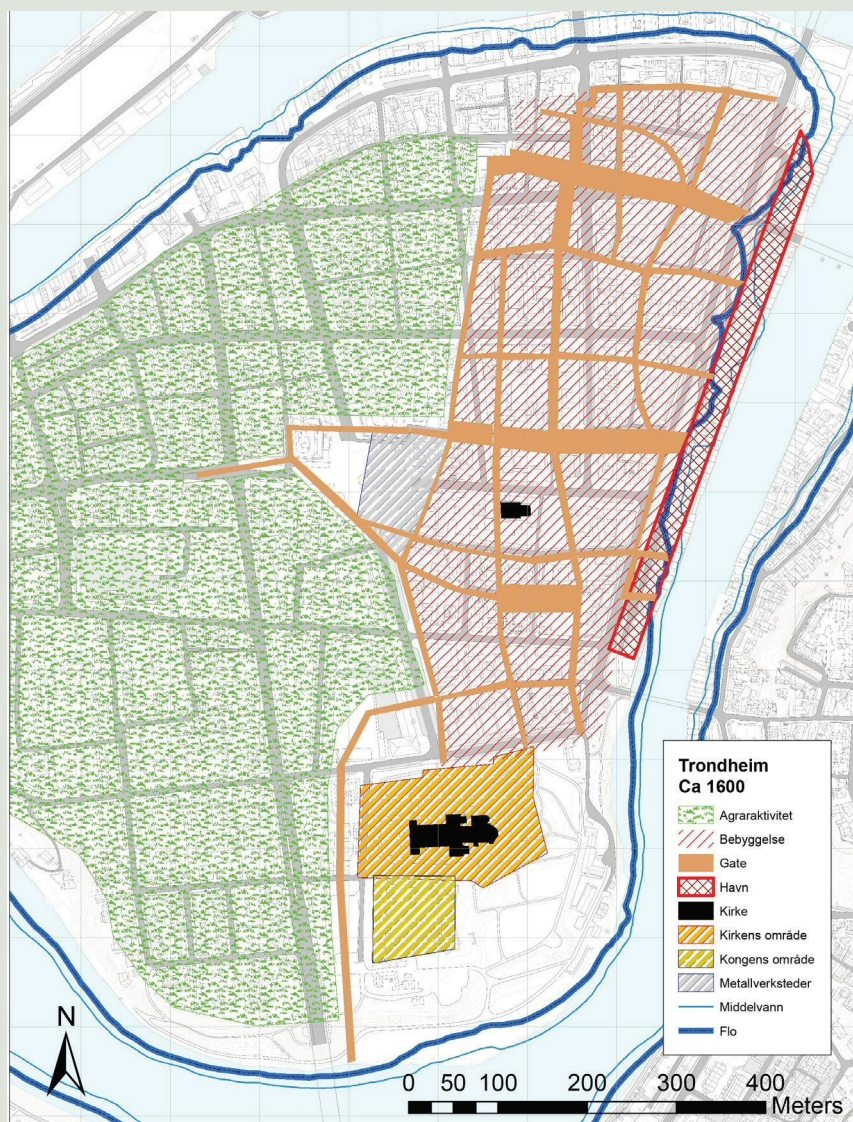 Trondheim
Ca 1600
Agraraktivitet
Bebyggelse
Gate
Havn
Kirke
Kirkens område
Kongens område
Metallverksteder
Middelvann
Flo
N
0 50 100 200 300 400
Meters